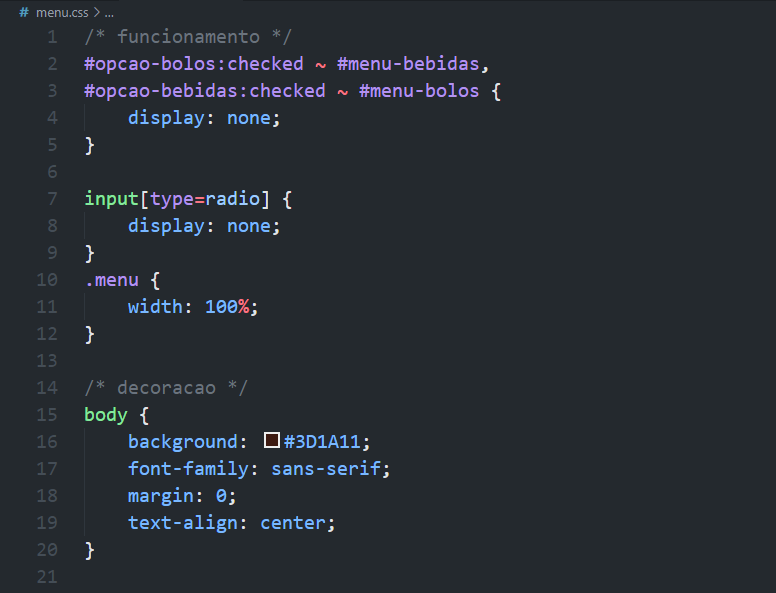 # menu.css > ...
1 /* funcionamento */
2 #opcao-bolos:checked ~ #menu-bebidas,
3 #opcao-bebidas:checked ~ #menu-bolos {
4     display: none;
5 }
6
7 input[type=radio] {
8     display: none;
9 }
10 .menu {
11     width: 100%;
12 }
13
14 /* decoracao */
15 body {
16     background: #3D1A11;
17     font-family: sans-serif;
18     margin: 0;
19     text-align: center;
20 }
21